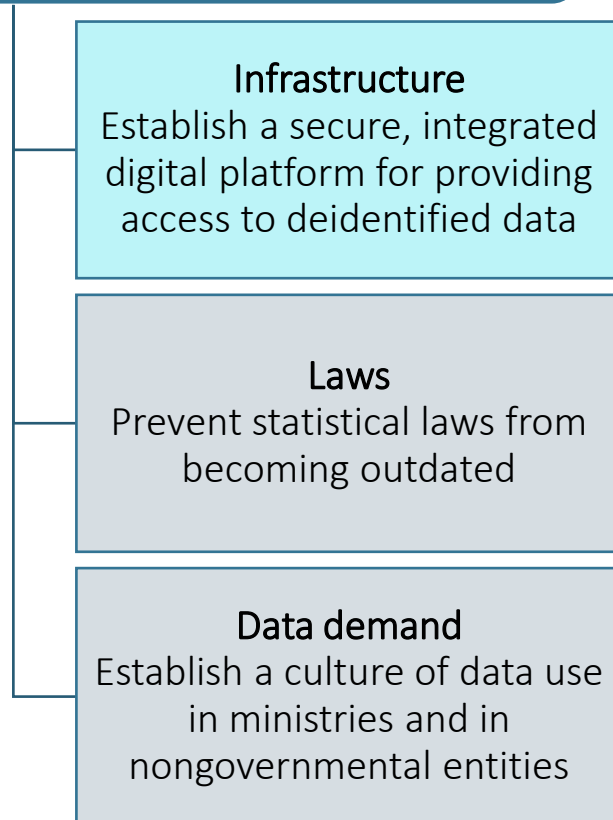 Infrastructure
Establish a secure, integrated
digital platform for providing
access to deidentified data
Laws
Prevent statistical laws from
becoming outdated
Data demand
Establish a culture of data use
in ministries and in
nongovernmental entities